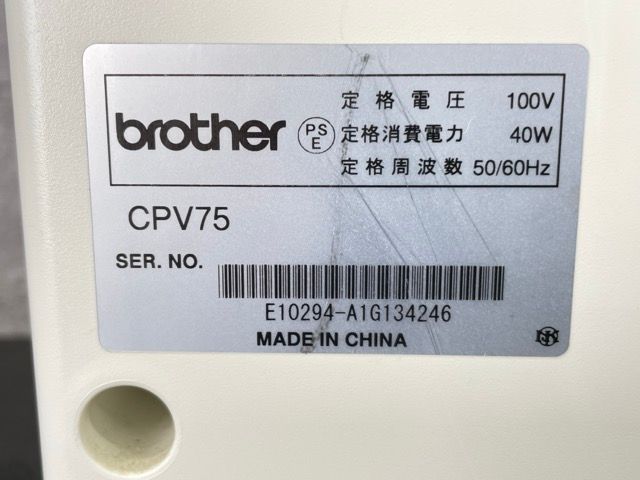 brother
PS
E
定格電圧 100V
定格消費電力 40W
定格周波数 50/60Hz
CPV75
SER. NO.
E10294-A1G134246
MADE IN CHINA